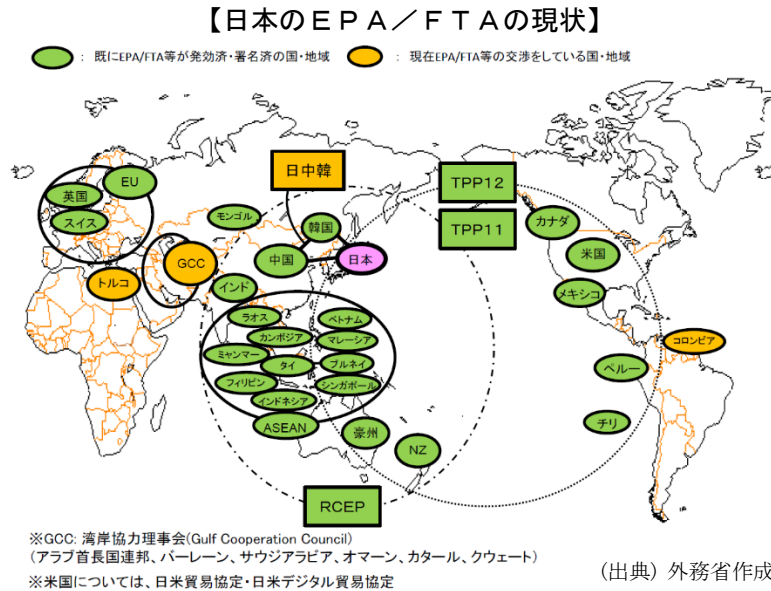 【日本のＥＰＡ／ＦＴＡの現状】
： 既にEPA/FTA等が発効済・署名済の国・地域
： 現在EPA/FTA等の交渉をしている国・地域
日中韓
TPP12
TPP11
英国
EU
スイス
モンゴル
韓国
中国
日本
カナダ
米国
メキシコ
GCC
トルコ
インド
ラオス
ベトナム
カンボジア
マレーシア
ミャンマー
タイ
ブルネイ
フィリピン
シンガポール
インドネシア
ASEAN
豪州
NZ
コロンビア
ペルー
チリ
RCEP
※GCC: 湾岸協力理事会(Gulf Cooperation Council)
(アラブ首長国連邦、バーレーン、サウジアラビア、オマーン、カタール、クウェート)
※米国については、日米貿易協定・日米デジタル貿易協定
(出典) 外務省作成